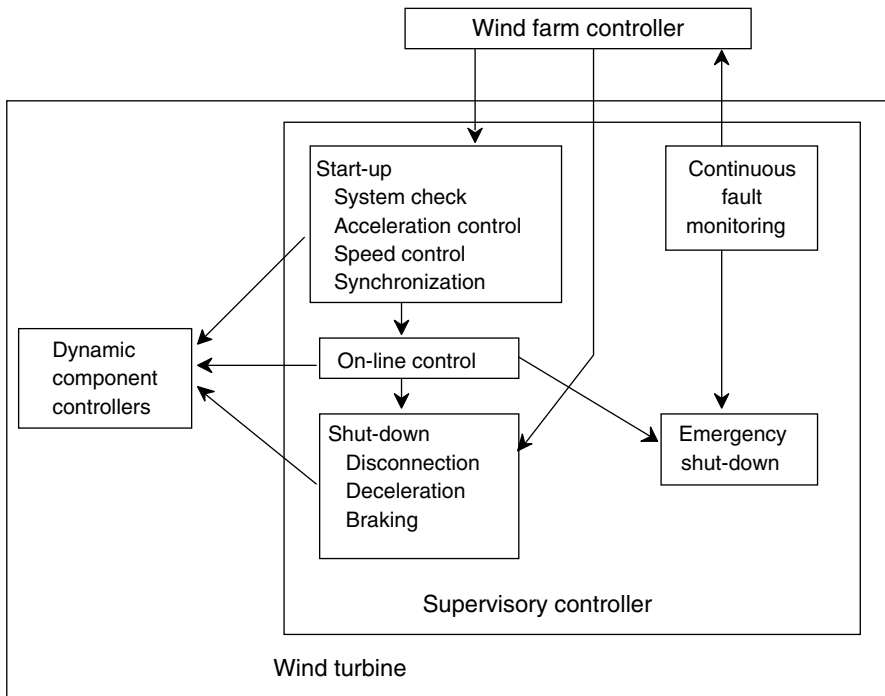 Wind farm controller
Start-up
System check
Acceleration control
Speed control
Synchronization
Continuous
fault
monitoring
Dynamic
component
controllers
On-line control
Shut-down
Disconnection
Deceleration
Braking
Emergency
shut-down
Supervisory controller
Wind turbine